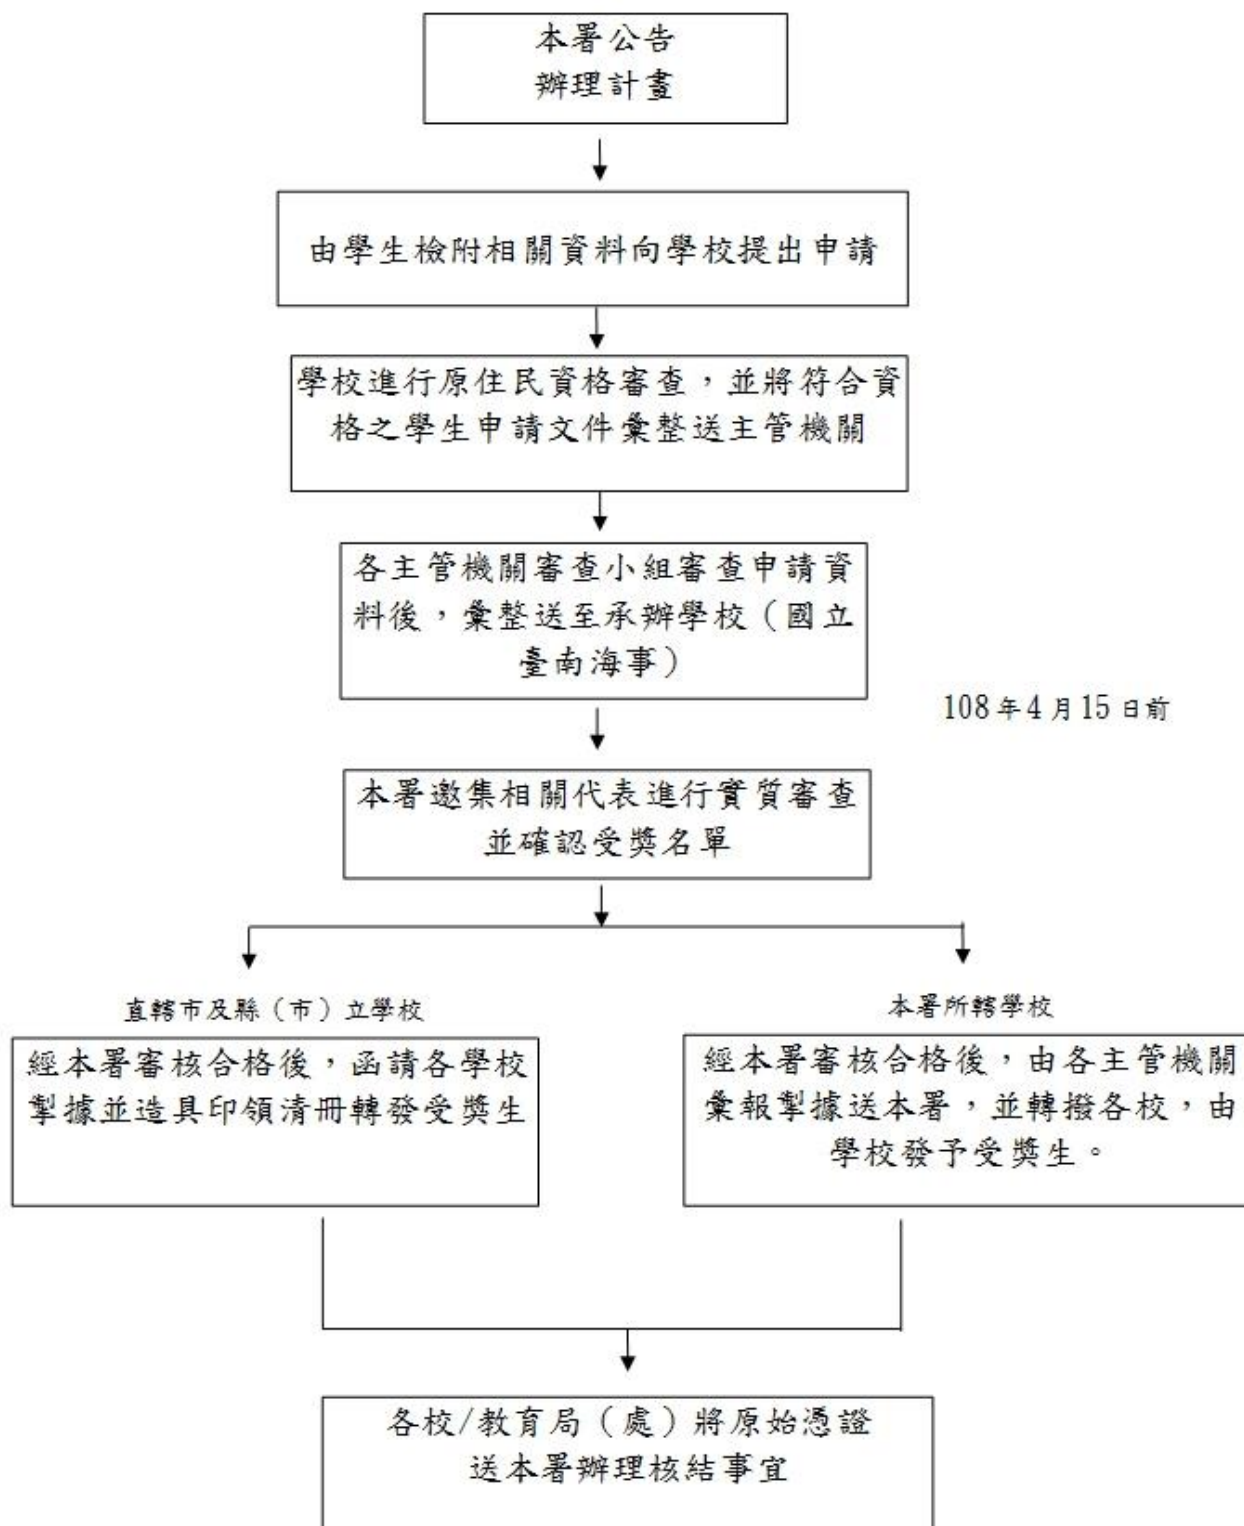 本署公告
辦理計畫
由學生檢附相關資料向學校提出申請
學校進行原住民資格審查，並將符合資
格之學生申請文件彙整送主管機關
各主管機關審查小組審查申請資
料後，彙整送至承辦學校（國立
臺南海事）
108年4月15日前
本署邀集相關代表進行實質審查
並確認受獎名單
直轄市及縣（市）立學校
經本署審核合格後，函請各學校
掣據並造具印領清冊轉發受獎生
本署所轄學校
經本署審核合格後，由各主管機關
彙報掣據送本署，並轉撥各校，由
學校發予受獎生。
各校/教育局（處）將原始憑證
送本署辦理核結事宜